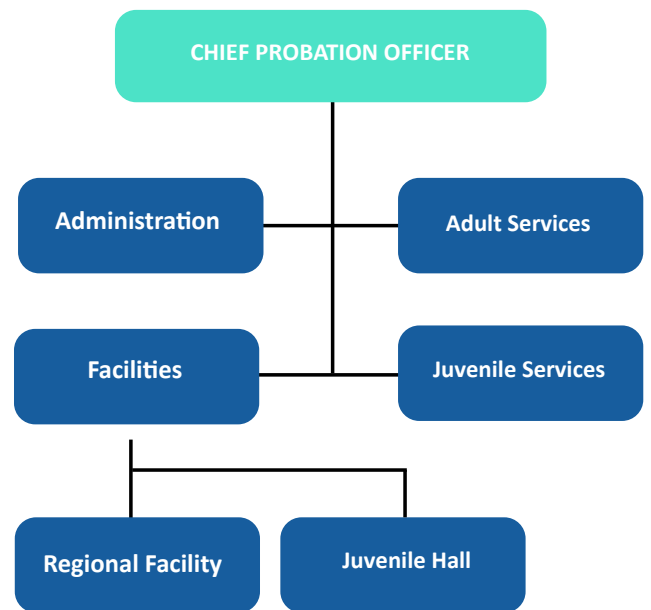 CHIEF PROBATION OFFICER
Administration
Adult Services
Facilities
Juvenile Services
Regional Facility
Juvenile Hall